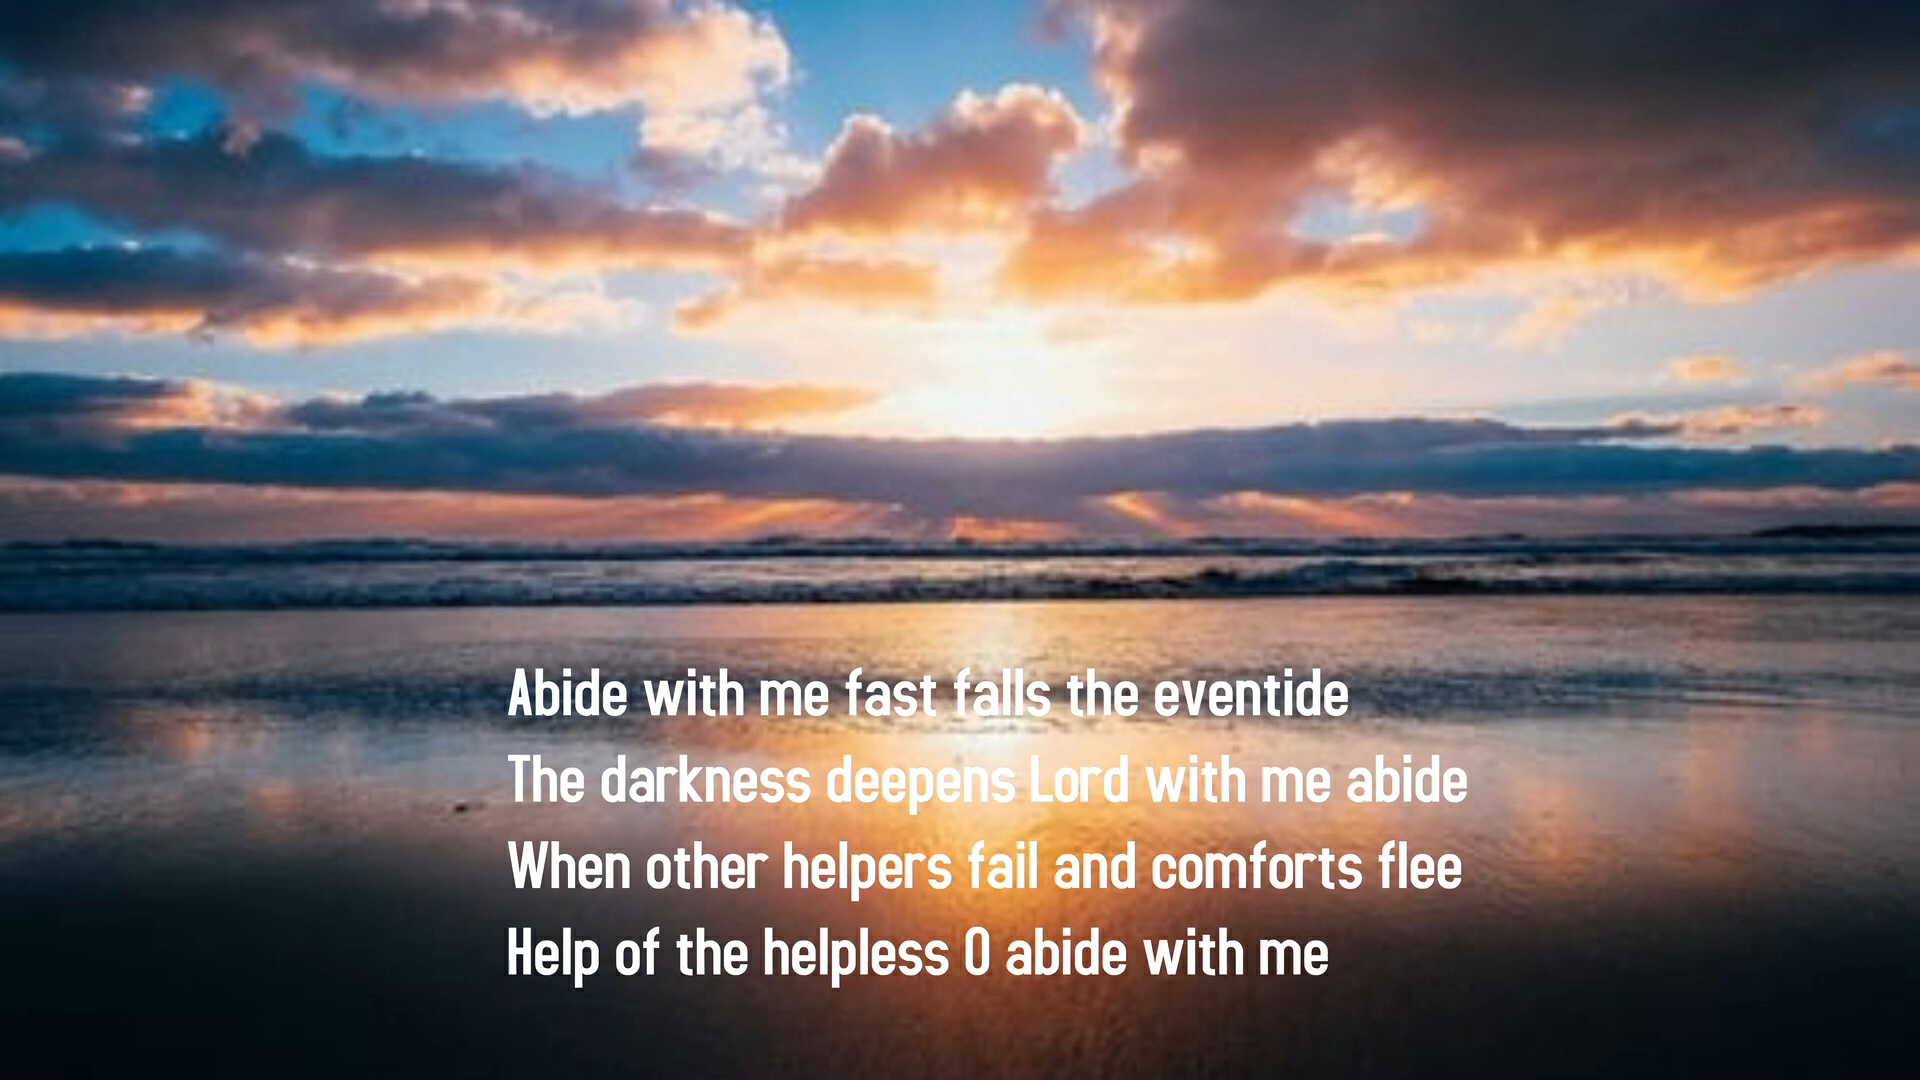 Abide with me fast falls the eventide
The darkness deepens Lord with me abide
When other helpers fail and comforts flee
Help of the helpless O abide with me